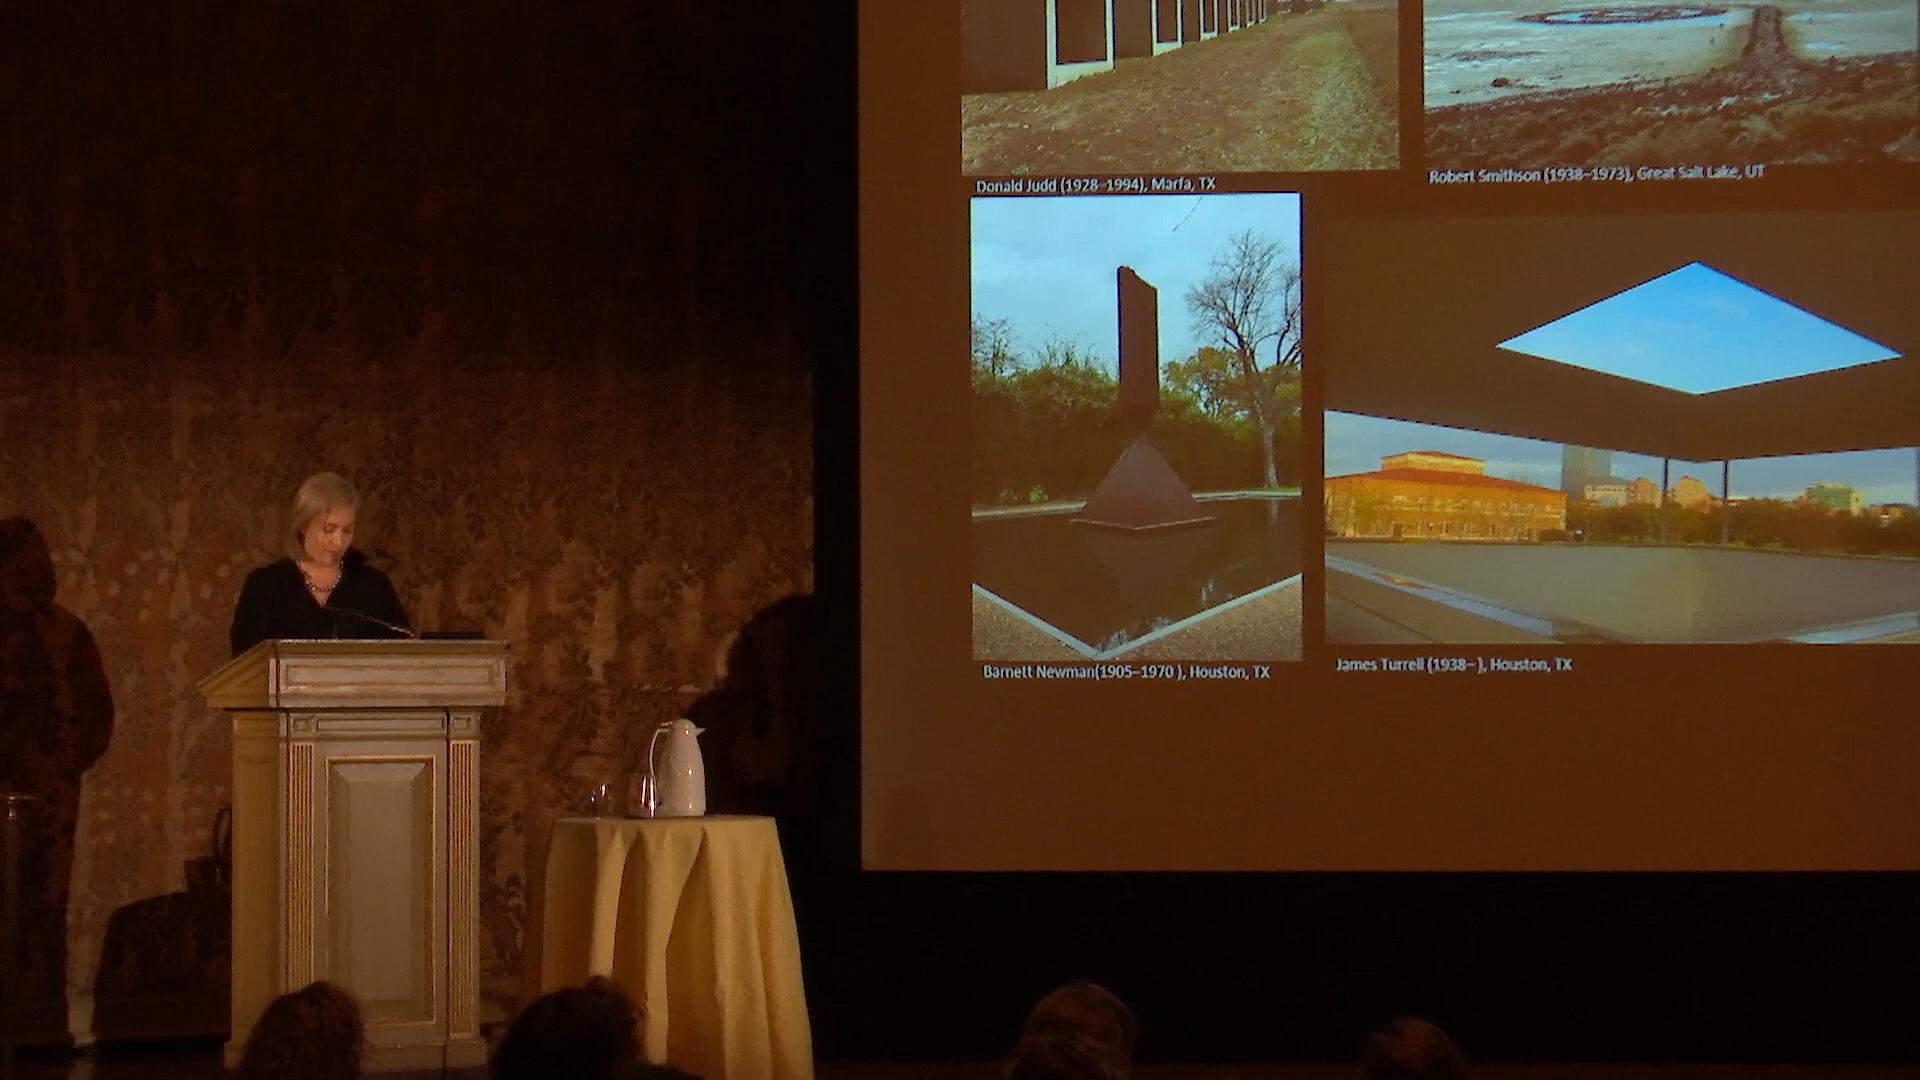 Donald Judd (1928–1994), Marfa, TX
Robert Smithson (1938–1973), Great Salt Lake, UT
Barnett Newman(1905–1970 ), Houston, TX
James Turrell (1938– ), Houston, TX